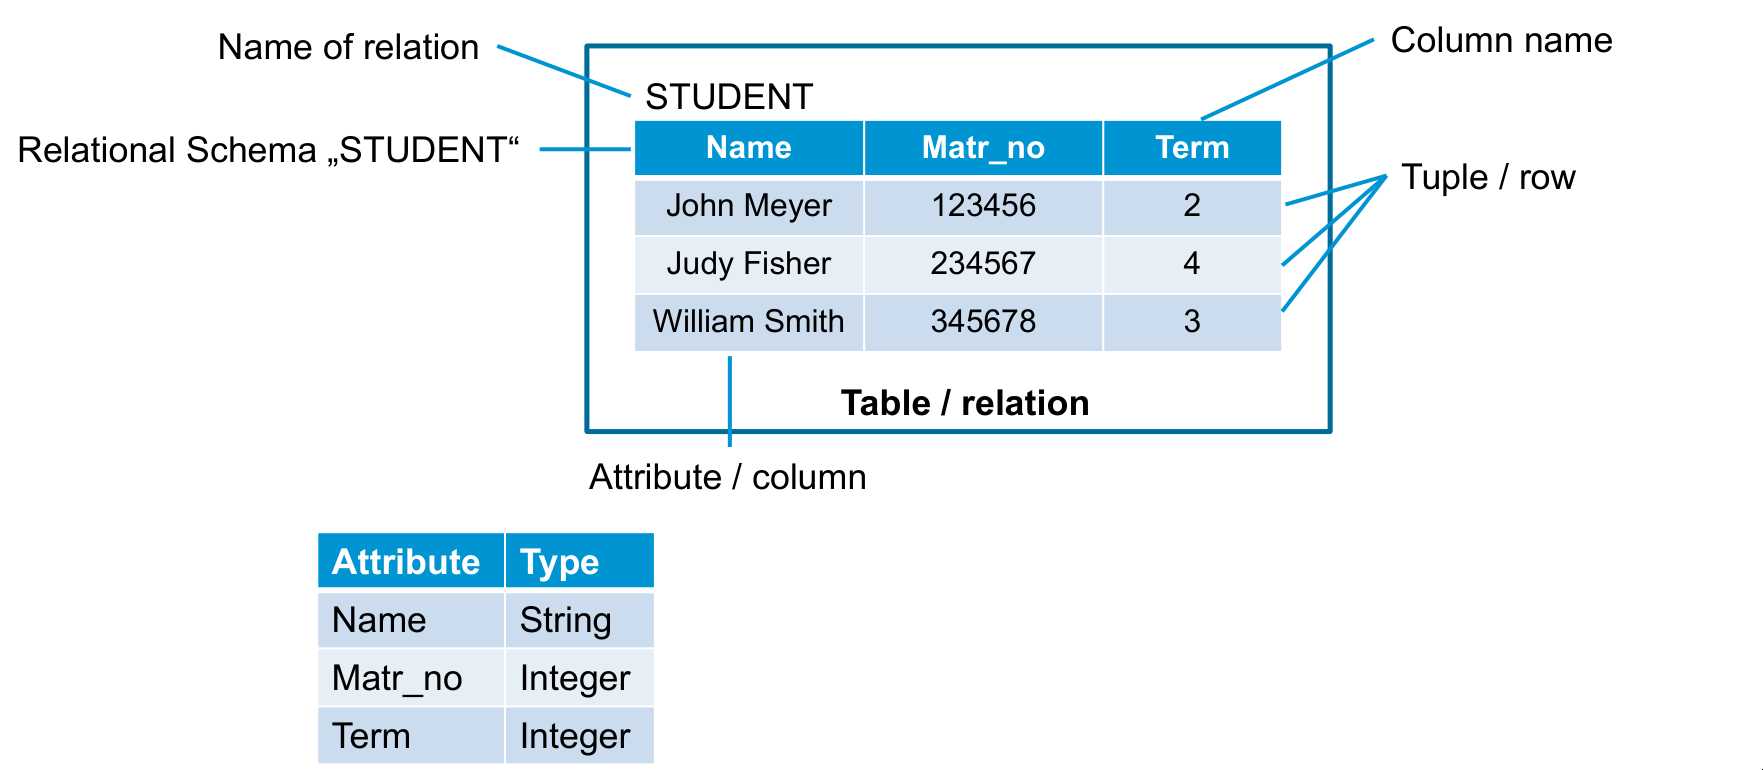 Name of relation
Column name
STUDENT
Relational Schema „STUDENT“
Name Matr_no Term
Tuple / row
John Meyer 123456 2
Judy Fisher 234567 4
William Smith 345678 3
Table / relation
Attribute / column
Attribute Type
Name String
Matr_no Integer
Term Integer